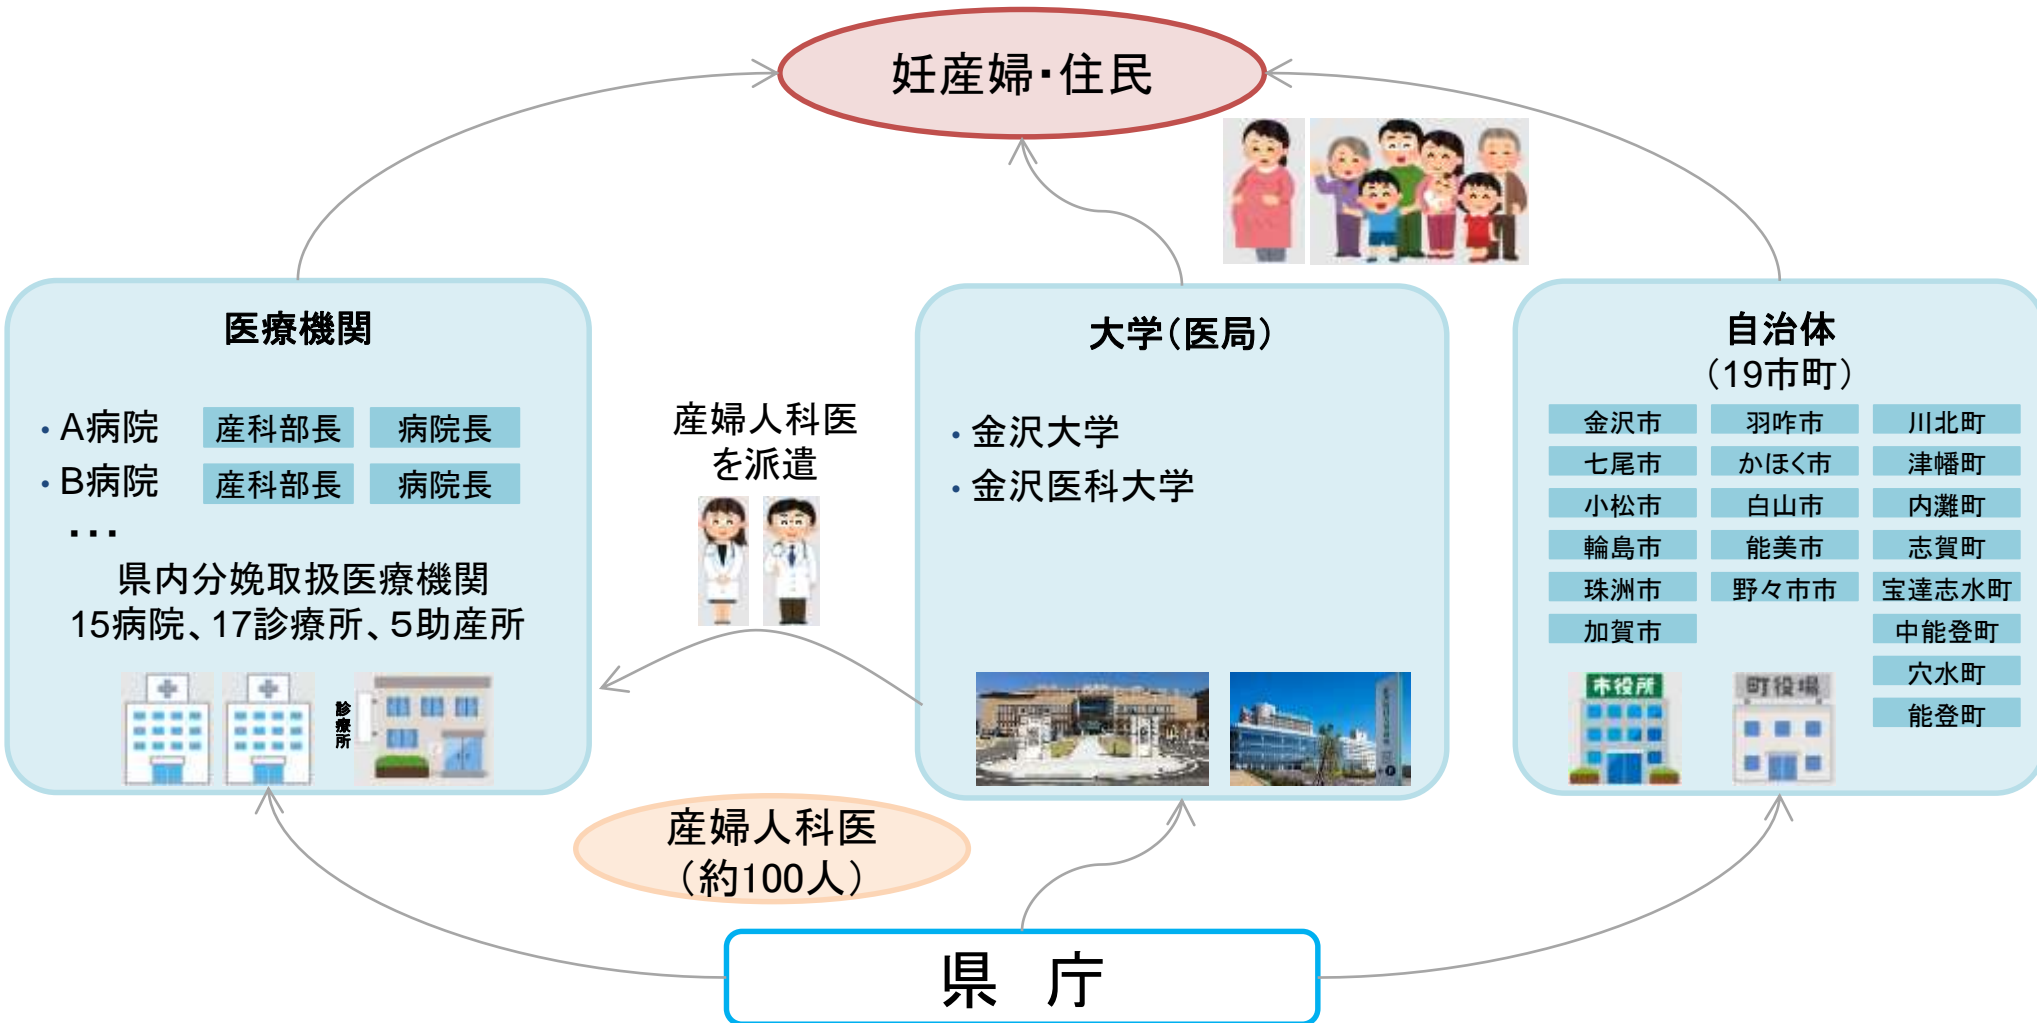 妊産婦・住民
医療機関
・A病院 産科部長 病院長
・B病院 産科部長 病院長
・・・
県内分娩取扱医療機関
15病院、17診療所、5助産所
診療所
産婦人科医
を派遣
大学(医局)
・金沢大学
・金沢医科大学
自治体
(19市町)
金沢市 羽咋市 川北町
七尾市 かほく市 津幡町
小松市 白山市 内灘町
輪島市 能美市 志賀町
珠洲市 野々市市 宝達志水町
加賀市 中能登町
穴水町
能登町
市役所 町役場
産婦人科医
(約100人)
県 庁